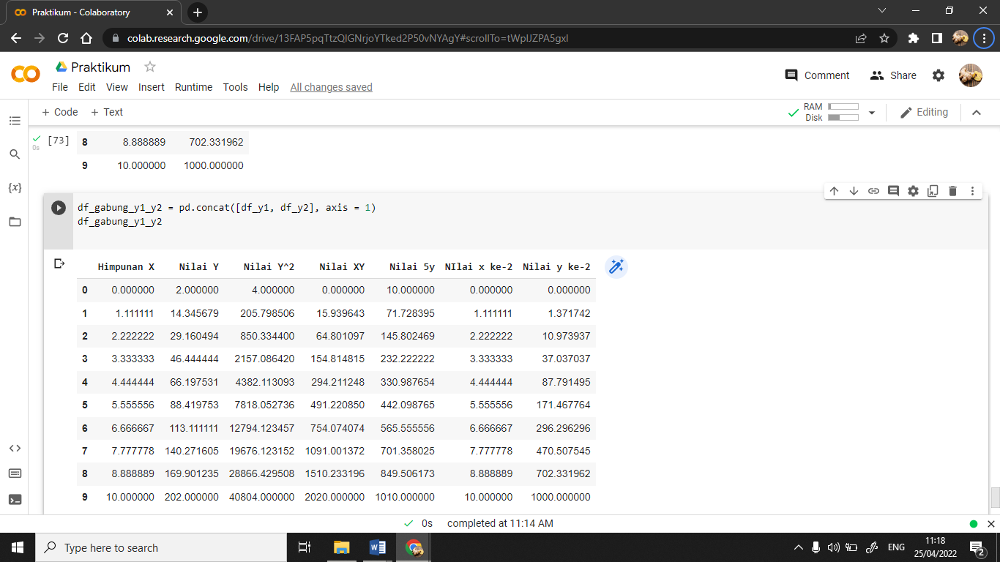 Praktikum - Colaboratory
colab.research.google.com/drive/13FAP5pqTtzQlGNrjoYTked2P50vNYAgY#scrollTo=tWplJZPA5gxl
Praktikum
File Edit View Insert Runtime Tools Help All changes saved
Comment Share
+ Code + Text
RAM
Disk
Editing
[73] 8 8.888889 702.331962
0s
9 10.000000 1000.000000
{x}
df_gabung_y1_y2 = pd.concat([df_y1, df_y2], axis = 1)
df_gabung_y1_y2
Himpunan X Nilai Y Nilai Y^2 Nilai XY Nilai 5y NIlai x ke-2 Nilai y ke-2
0 0.000000 2.000000 4.000000 0.000000 10.000000 0.000000 0.000000
1 1.111111 14.345679 205.798506 15.939643 71.728395 1.111111 1.371742
2 2.222222 29.160494 850.334400 64.801097 145.802469 2.222222 10.973937
3 3.333333 46.444444 2157.086420 154.814815 232.222222 3.333333 37.037037
4 4.444444 66.197531 4382.113093 294.211248 330.987654 4.444444 87.791495
5 5.555556 88.419753 7818.052736 491.220850 442.098765 5.555556 171.467764
6 6.666667 113.111111 12794.123457 754.074074 565.555556 6.666667 296.296296
7 7.777778 140.271605 19676.123152 1091.001372 701.358025 7.777778 470.507545
8 8.888889 169.901235 28866.429508 1510.233196 849.506173 8.888889 702.331962
9 10.000000 202.000000 40804.000000 2020.000000 1010.000000 10.000000 1000.000000
0s completed at 11:14 AM
Type here to search
ENG
11:18
25/04/2022
2